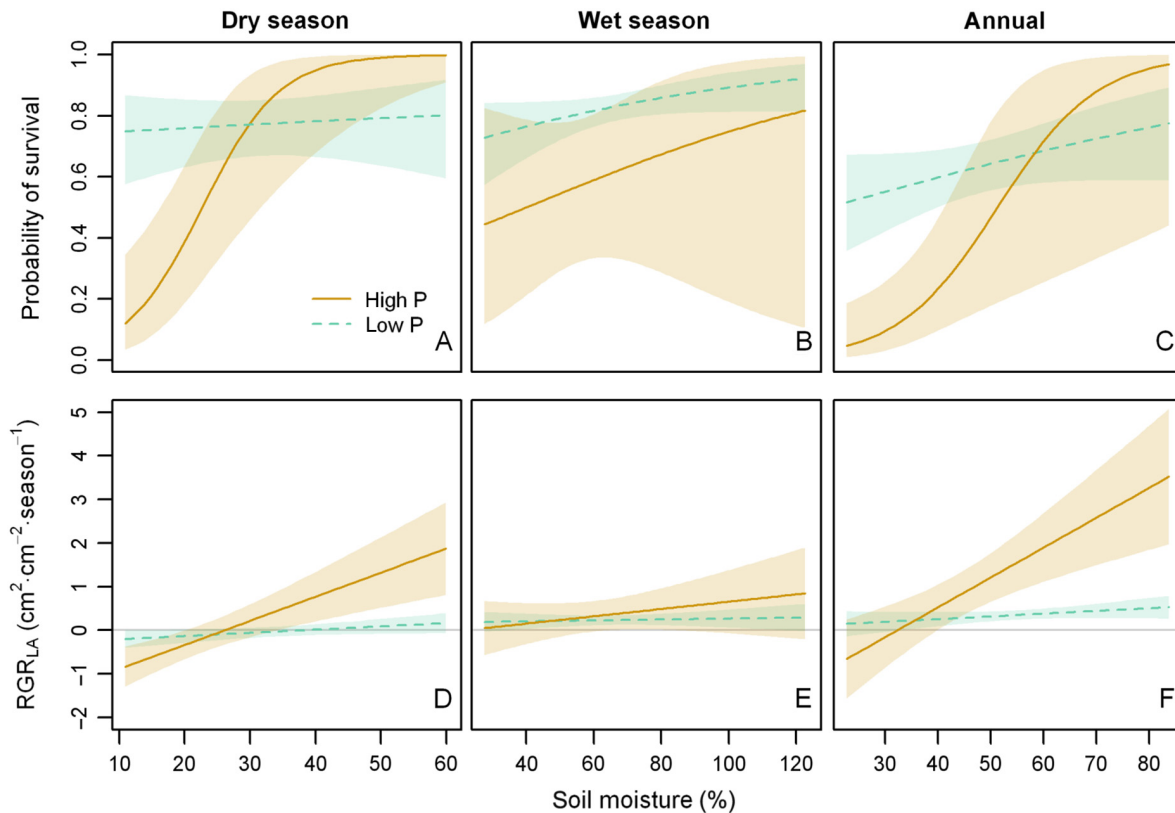 Dry season
Wet season
Annual
Probability of survival
1.0
0.8
0.6
0.4
0.2
0.0
High P
Low P
A
B
C
RGR_LA (cm²·cm⁻²·season⁻¹)
5
4
3
2
1
0
−1
−2
D
E
F
10 20 30 40 50 60
40 60 80 100 120
30 40 50 60 70 80
Soil moisture (%)